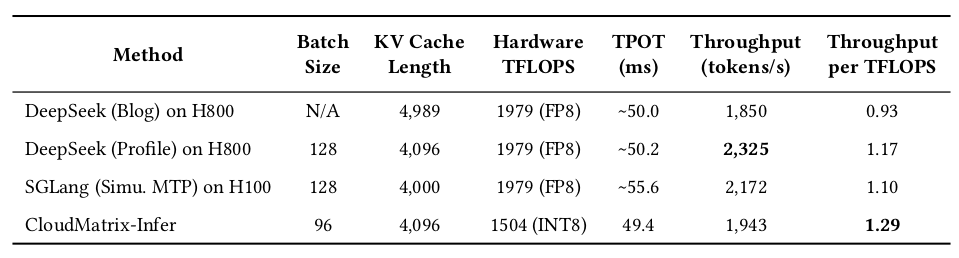 Method Batch Size KV Cache Length Hardware TFLOPS TPOT (ms) Throughput (tokens/s) Throughput per TFLOPS
DeepSeek (Blog) on H800 N/A 4,989 1979 (FP8) ~50.0 1,850 0.93
DeepSeek (Profile) on H800 128 4,096 1979 (FP8) ~50.2 2,325 1.17
SGLang (Simu. MTP) on H100 128 4,000 1979 (FP8) ~55.6 2,172 1.10
CloudMatrix-Infer 96 4,096 1504 (INT8) 49.4 1,943 1.29